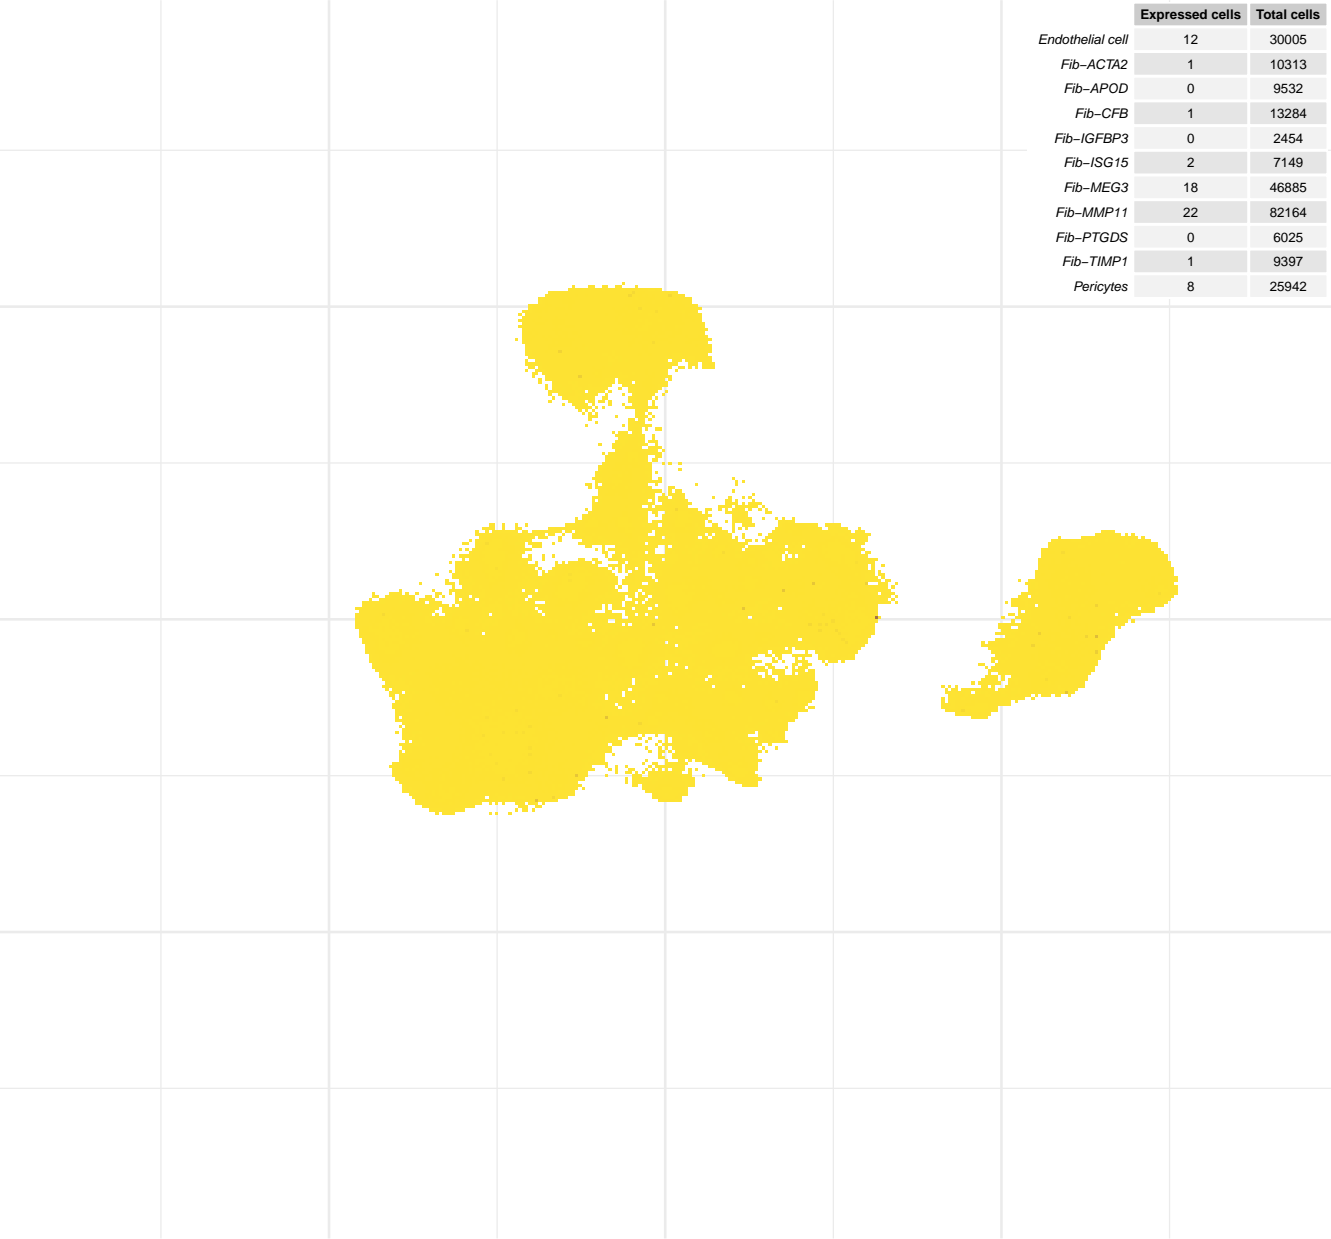 Expressed cells Total cells
Endothelial cell 12 30005
Fib−ACTA2 1 10313
Fib−APOD 0 9532
Fib−CFB 1 13284
Fib−IGFBP3 0 2454
Fib−ISG15 2 7149
Fib−MEG3 18 46885
Fib−MMP11 22 82164
Fib−PTGDS 0 6025
Fib−TIMP1 1 9397
Pericytes 8 25942